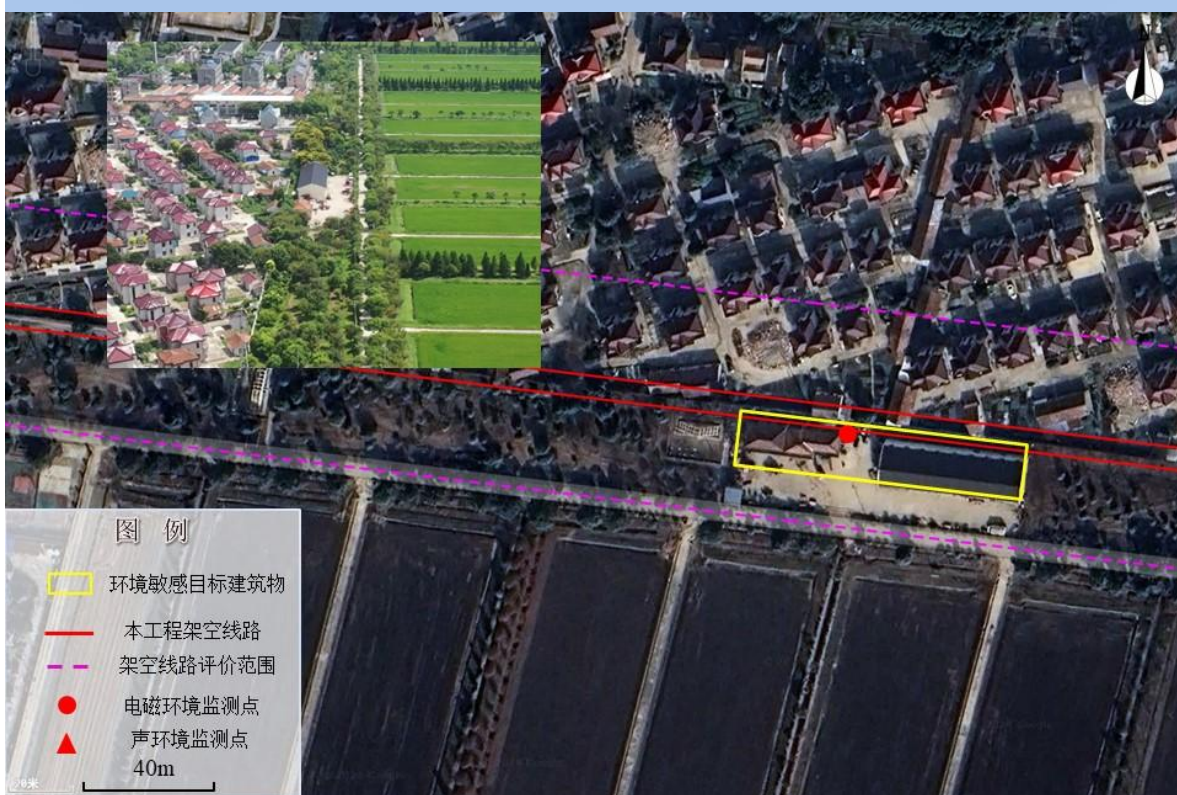 N
图 例
环境敏感目标建筑物
本工程架空线路
架空线路评价范围
电磁环境监测点
声环境监测点
40m